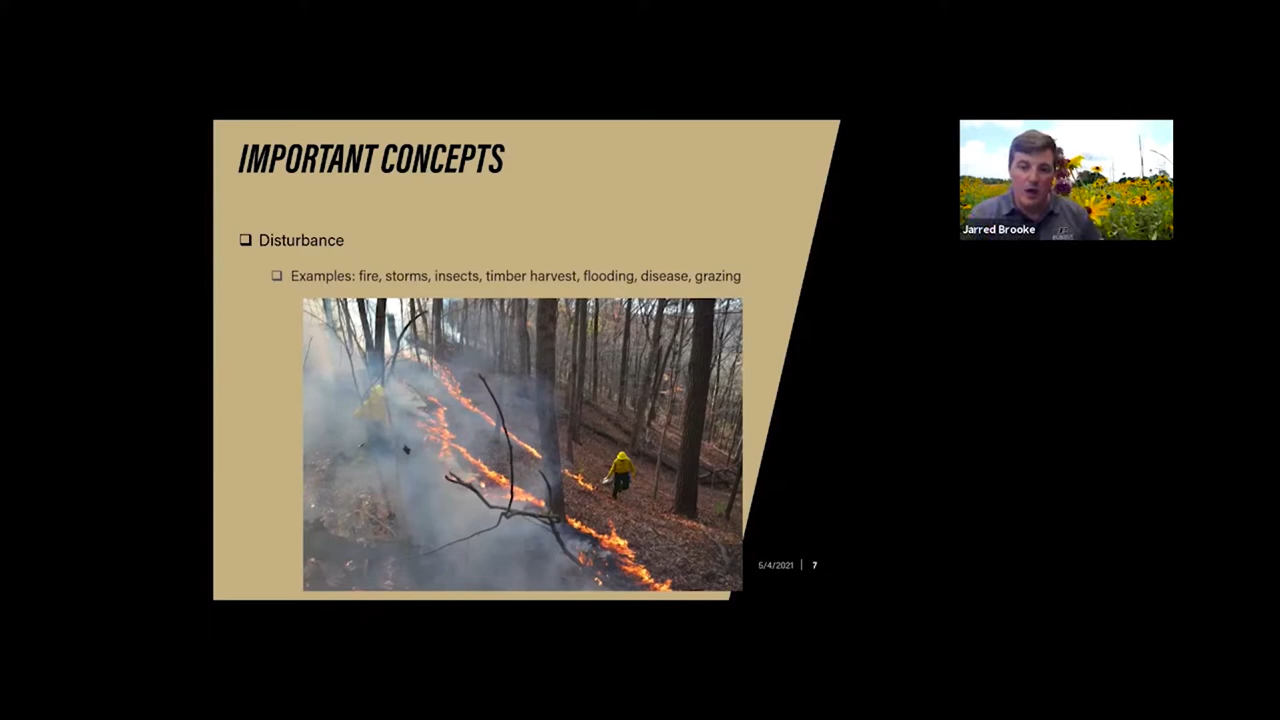 IMPORTANT CONCEPTS
Disturbance
Examples: fire, storms, insects, timber harvest, flooding, disease, grazing
5/4/2021 | 7
Jarred Brooke